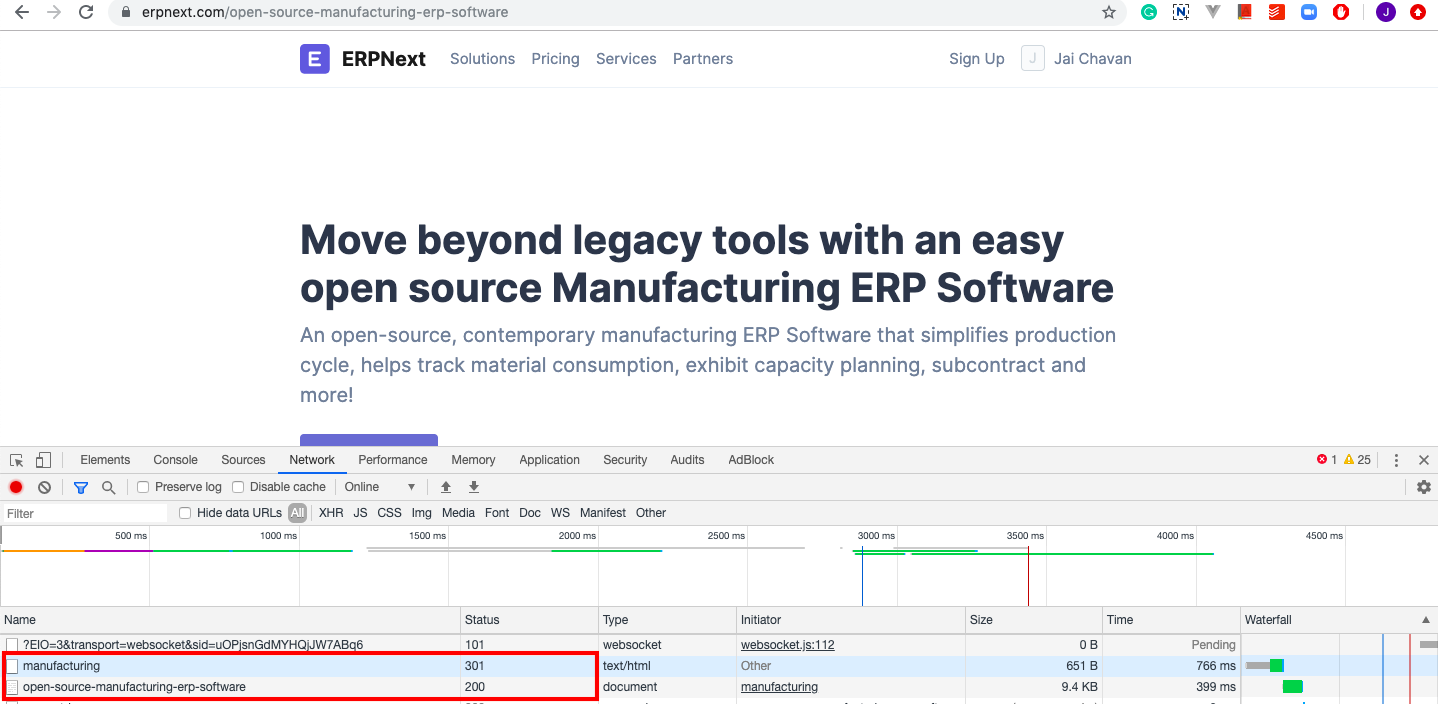 erpnext.com/open-source-manufacturing-erp-software
J
E ERPNext Solutions Pricing Services Partners Sign Up J Jai Chavan
Move beyond legacy tools with an easy
open source Manufacturing ERP Software
An open-source, contemporary manufacturing ERP Software that simplifies production
cycle, helps track material consumption, exhibit capacity planning, subcontract and
more!
Elements Console Sources Network Performance Memory Application Security Audits AdBlock 1 25
Preserve log Disable cache Online
Filter Hide data URLs All XHR JS CSS Img Media Font Doc WS Manifest Other
500 ms 1000 ms 1500 ms 2000 ms 2500 ms 3000 ms 3500 ms 4000 ms 4500 ms
Name Status Type Initiator Size Time Waterfall
?EIO=3&transport=websocket&sid=uOPjsnGdMYHQjJW7ABq6 101 websocket websocket.js:112 0 B Pending
manufacturing 301 text/html Other 651 B 766 ms
open-source-manufacturing-erp-software 200 document manufacturing 9.4 KB 399 ms